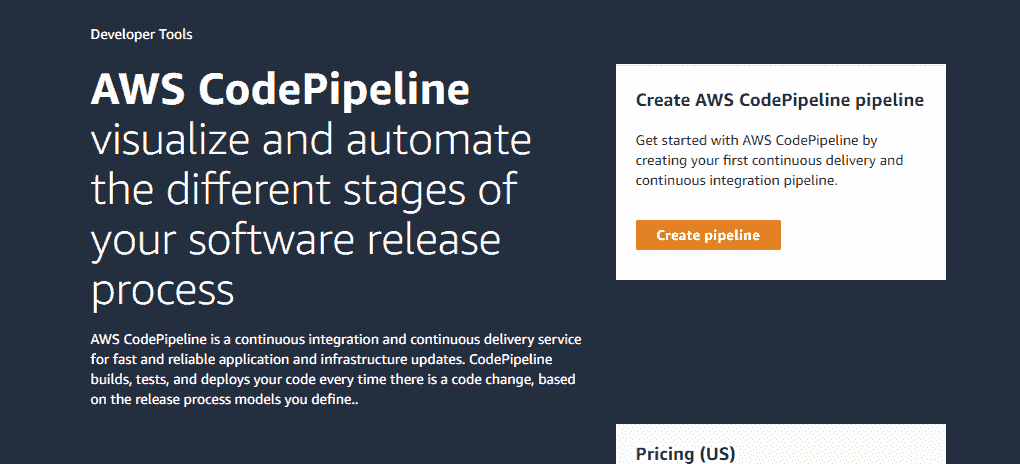 Developer Tools
AWS CodePipeline
visualize and automate
the different stages of
your software release
process
AWS CodePipeline is a continuous integration and continuous delivery service
for fast and reliable application and infrastructure updates. CodePipeline
builds, tests, and deploys your code every time there is a code change, based
on the release process models you define..
Create AWS CodePipeline pipeline
Get started with AWS CodePipeline by
creating your first continuous delivery and
continuous integration pipeline.
Create pipeline
Pricing (US)